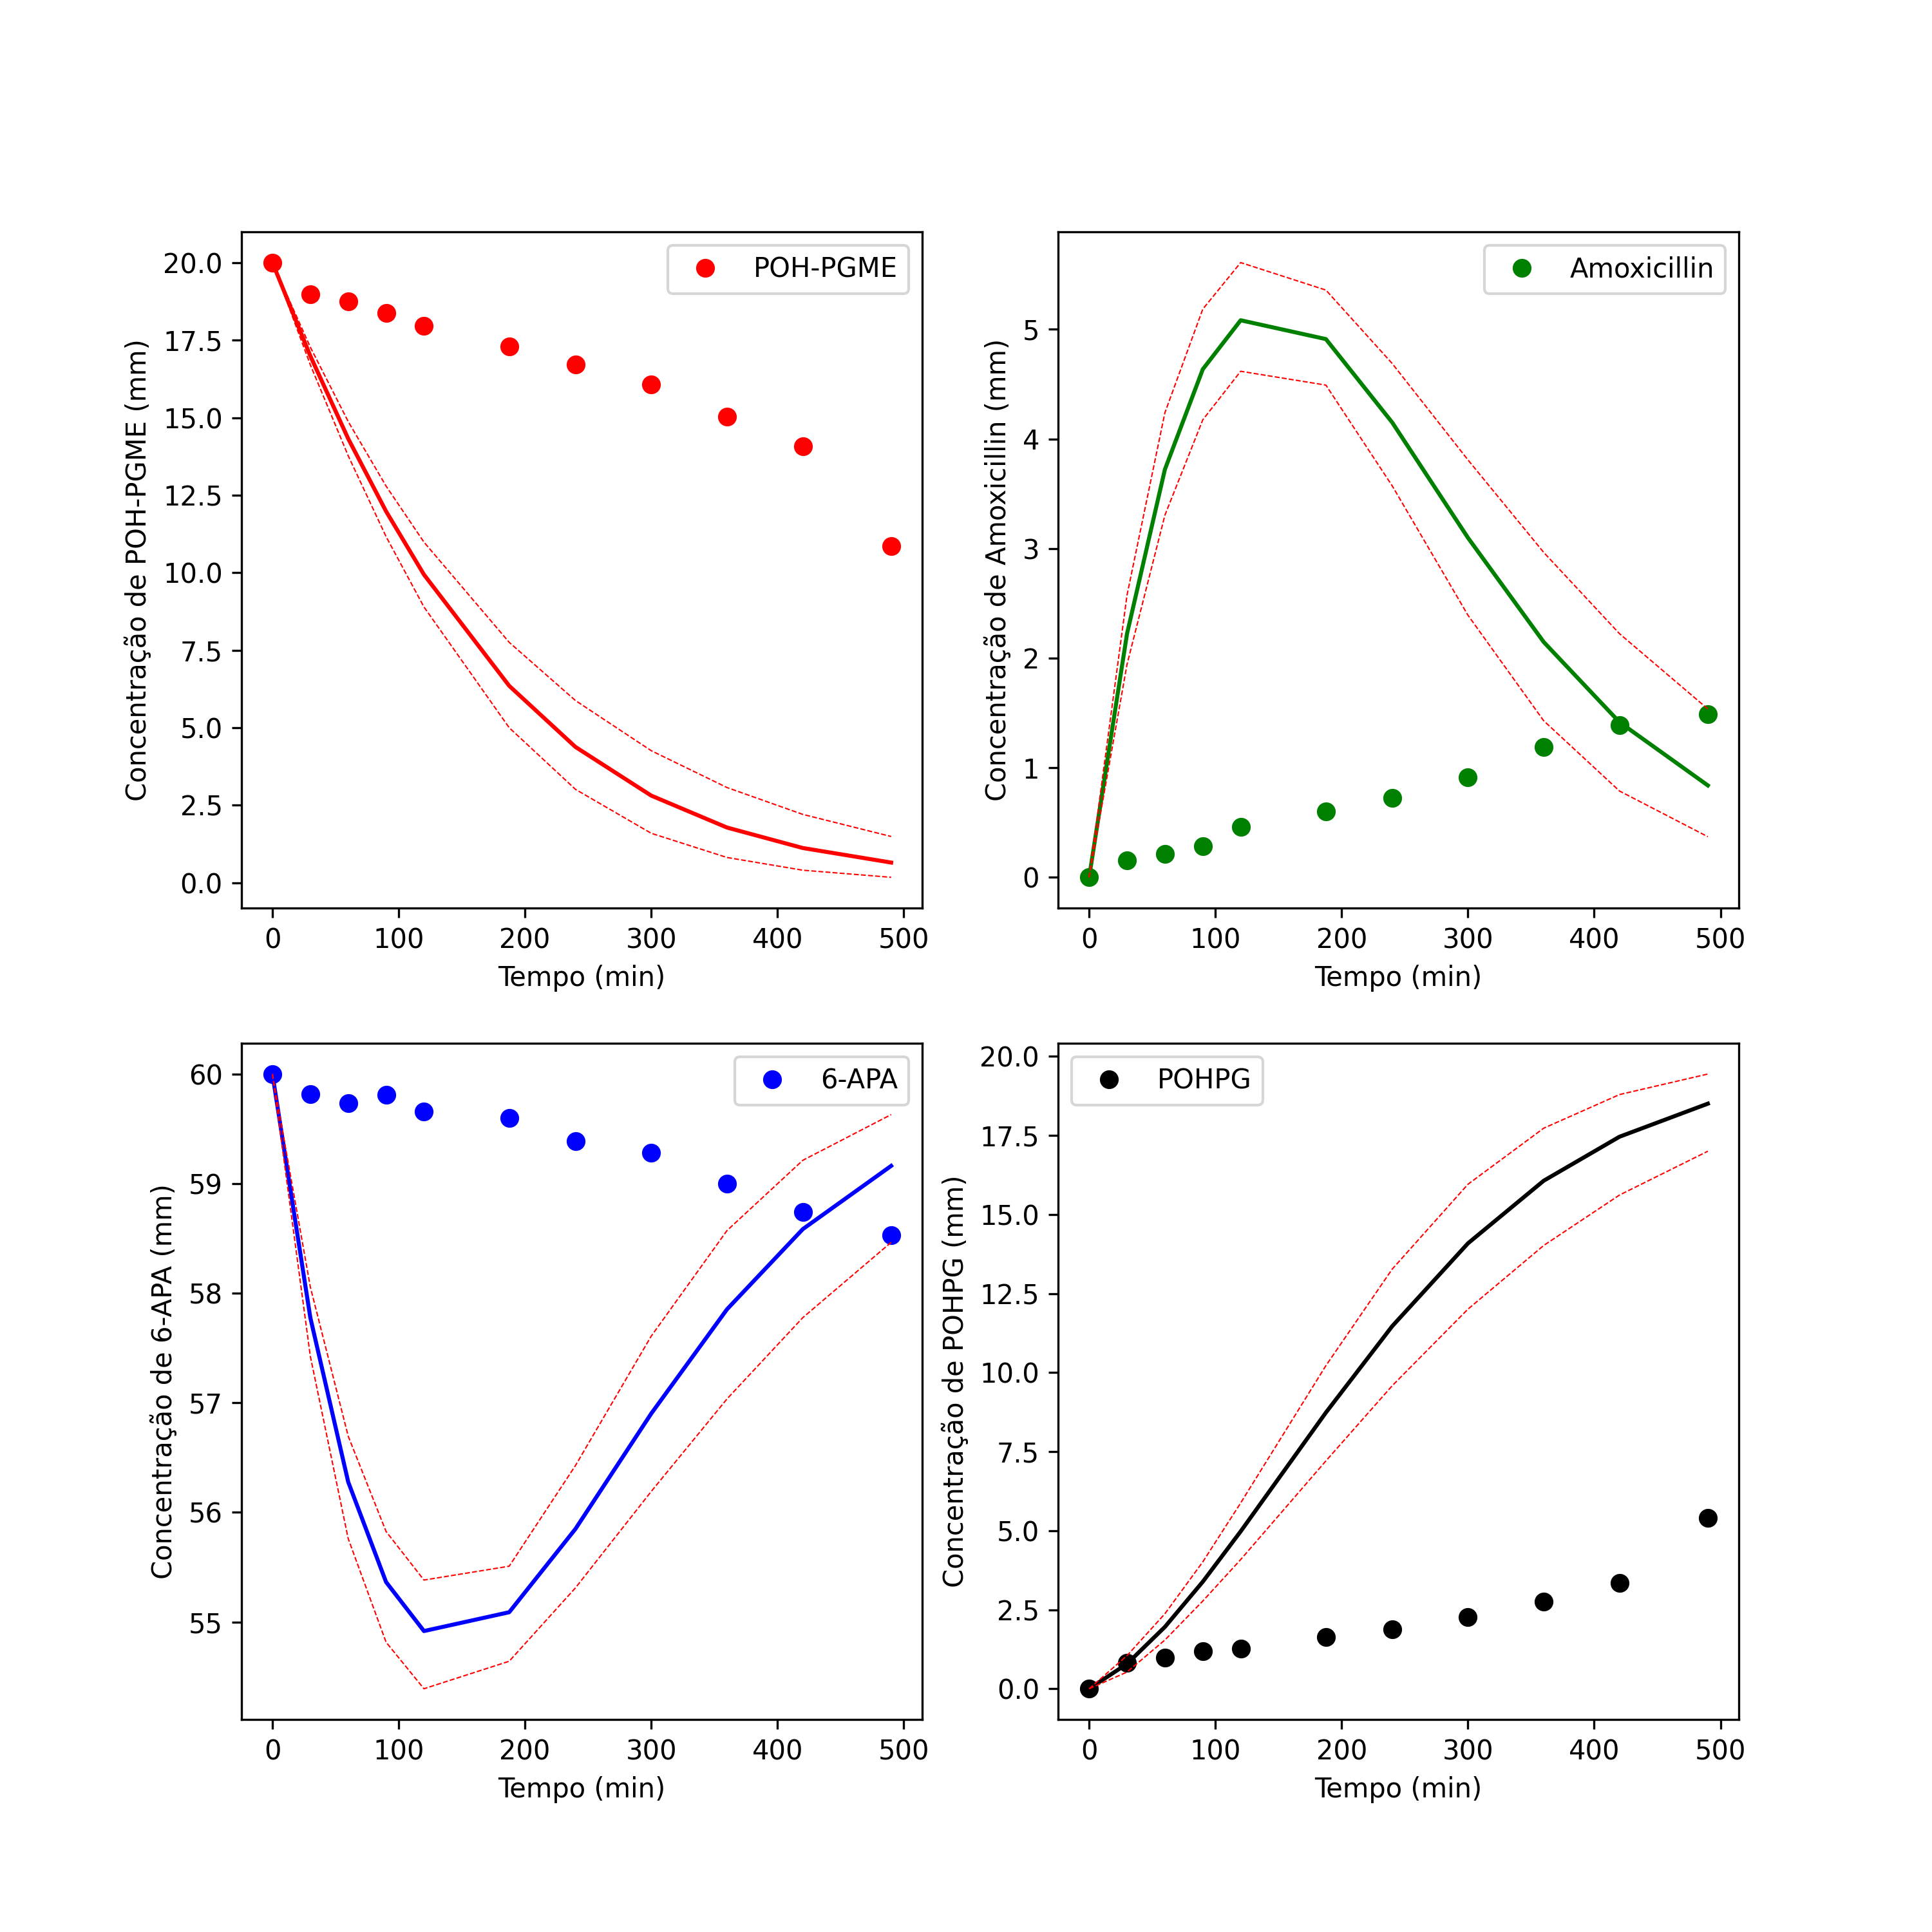 POH-PGME
Concentração de POH-PGME (mm)
20.0
17.5
15.0
12.5
10.0
7.5
5.0
2.5
0.0
0 100 200 300 400 500
Tempo (min)
Amoxicillin
Concentração de Amoxicillin (mm)
5
4
3
2
1
0
0 100 200 300 400 500
Tempo (min)
6-APA
Concentração de 6-APA (mm)
60
59
58
57
56
55
0 100 200 300 400 500
Tempo (min)
POHPG
Concentração de POHPG (mm)
20.0
17.5
15.0
12.5
10.0
7.5
5.0
2.5
0.0
0 100 200 300 400 500
Tempo (min)